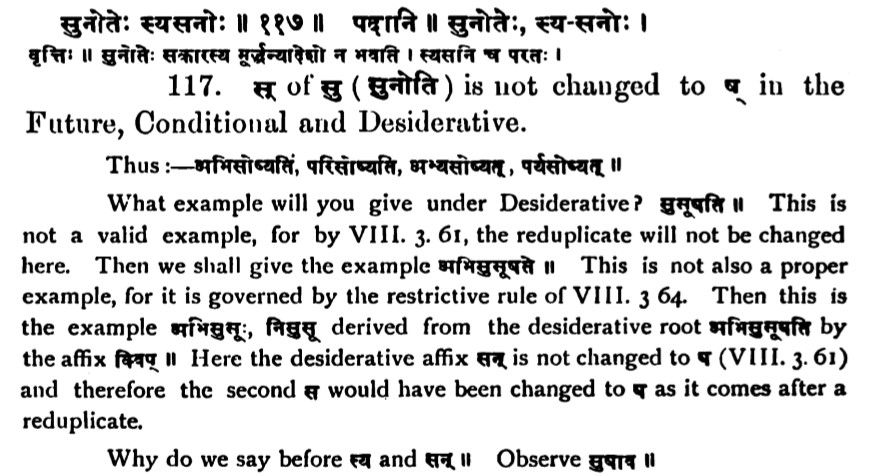 सुनोतेः स्यसनोः ॥ ११७ ॥ पदानि ॥ सुनोतेः, स्य-सनोः ।
वृत्तिः ॥ सुनोतेः सकारस्य मूर्द्धन्यादेशो न भवति । स्यसनि च परतः ।
117. स् of सु ( सुनोति ) is not changed to ष् in the
Future, Conditional and Desiderative.
Thus :—अभिसोष्यति, परिसोष्यति, अभ्यसोष्यत्, पर्यसोष्यत् ॥
What example will you give under Desiderative? सुसूषति ॥ This is
not a valid example, for by VIII. 3. 61, the reduplicate will not be changed
here. Then we shall give the example अभिसुसूषते ॥ This is not also a proper
example, for it is governed by the restrictive rule of VIII. 3 64. Then this is
the example अभिसुसूः, निसुसू derived from the desiderative root अभिसुसूषति by
the affix क्विप् ॥ Here the desiderative affix सन् is not changed to ष (VIII. 3. 61)
and therefore the second स would have been changed to ष as it comes after a
reduplicate.
Why do we say before स्य and सन् ॥ Observe सुषाव ॥